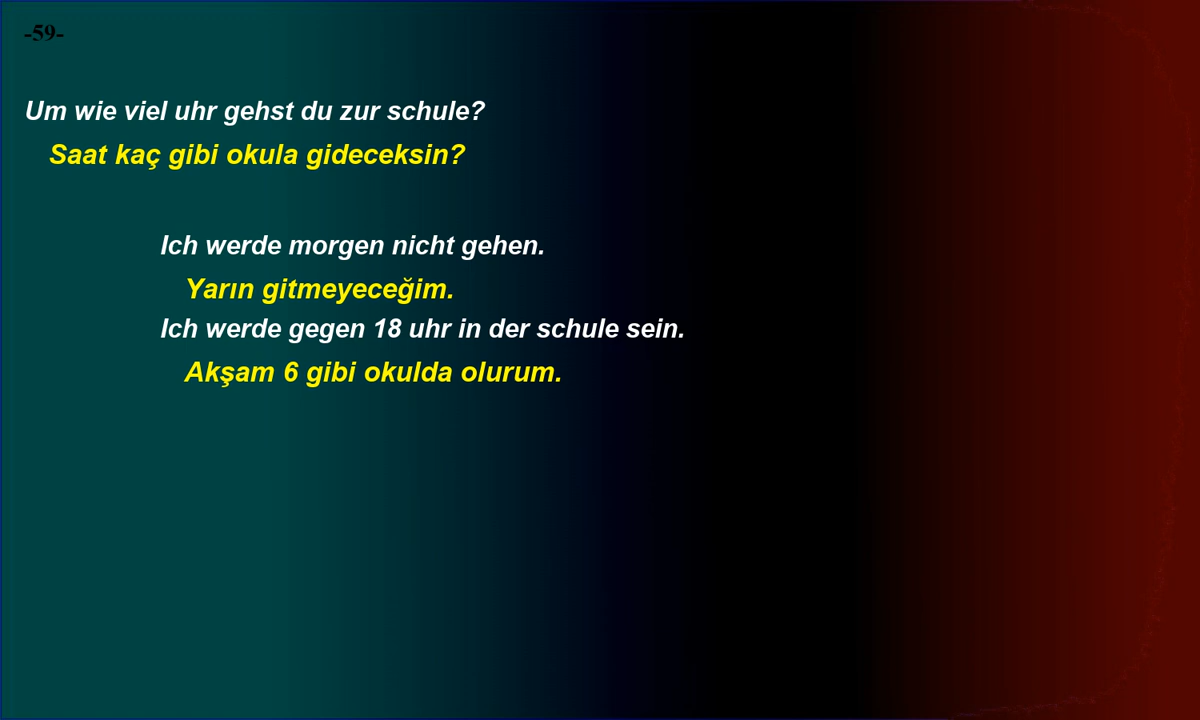 -59-
Um wie viel uhr gehst du zur schule?
Saat kaç gibi okula gideceksin?
Ich werde morgen nicht gehen.
Yarın gitmeyeceğim.
Ich werde gegen 18 uhr in der schule sein.
Akşam 6 gibi okulda olurum.